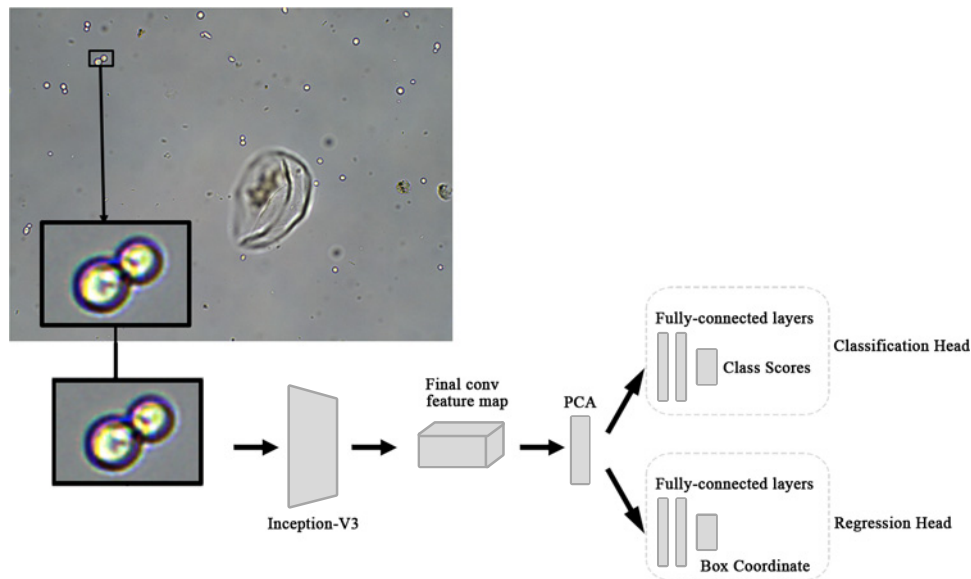 Fully-connected layers
Class Scores
Classification Head
Final conv
feature map
PCA
Inception-V3
Fully-connected layers
Box Coordinate
Regression Head